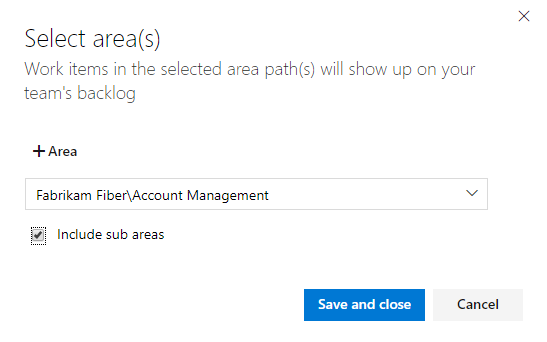 Select area(s)
Work items in the selected area path(s) will show up on your
team's backlog
+ Area
Fabrikam Fiber\Account Management
Include sub areas
Save and close
Cancel